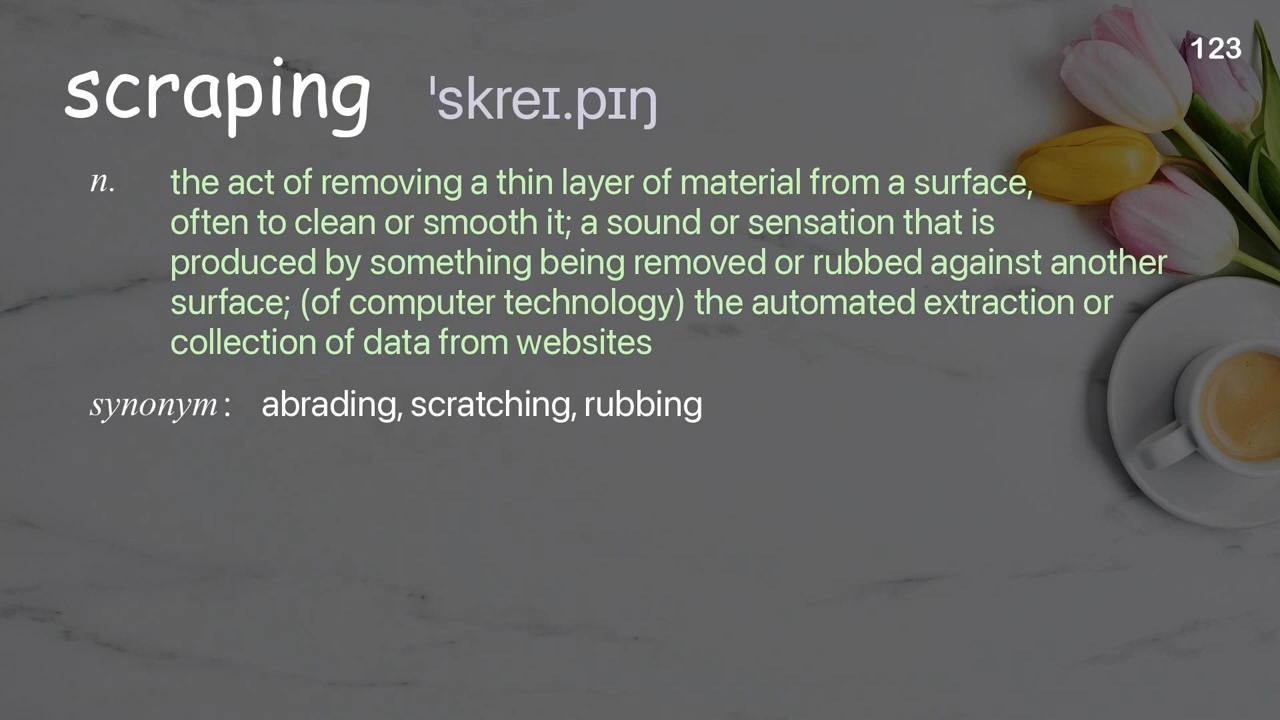 123
scraping ˈskreɪ.pɪŋ
n. the act of removing a thin layer of material from a surface,
often to clean or smooth it; a sound or sensation that is
produced by something being removed or rubbed against another
surface; (of computer technology) the automated extraction or
collection of data from websites
synonym : abrading, scratching, rubbing